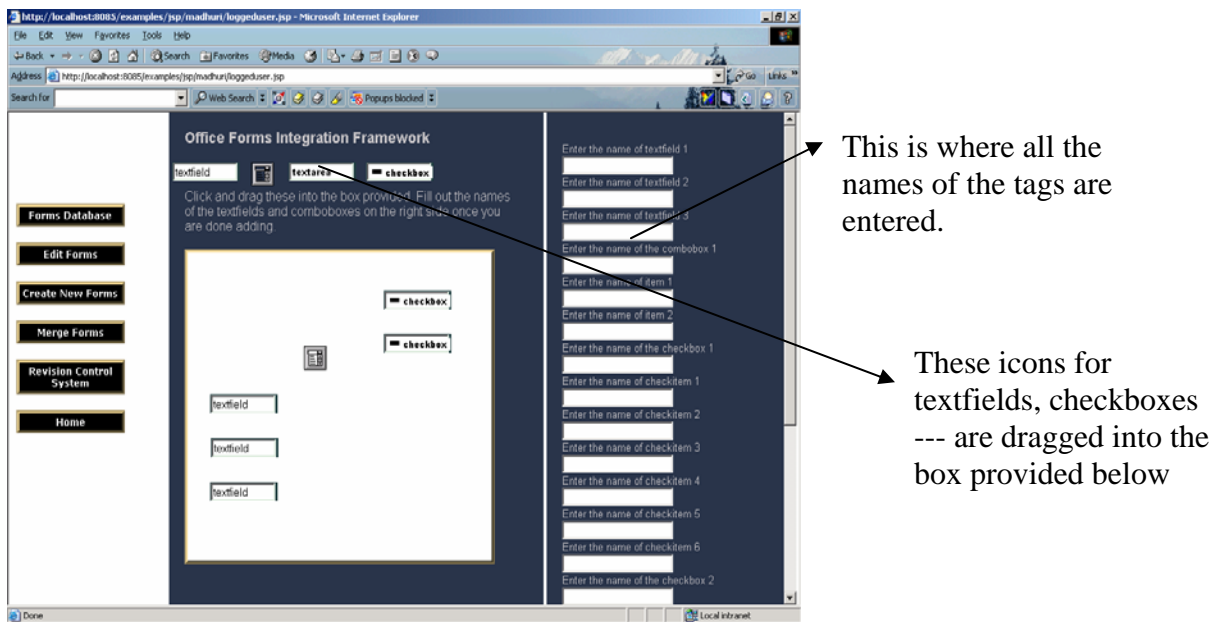 http://localhost:8085/examples/jsp/madhuri/loggeduser.jsp - Microsoft Internet Explorer
File Edit View Favorites Tools Help
Back Search Favorites Media
Address http://localhost:8085/examples/jsp/madhuri/loggeduser.jsp Go Links »
Search for Web Search Popups blocked
Forms Database
Edit Forms
Create New Forms
Merge Forms
Revision Control
System
Home
Office Forms Integration Framework
textfield textarea checkbox
Click and drag these into the box provided. Fill out the names
of the textfields and comboboxes on the right side once you
are done adding.
checkbox
checkbox
textfield
textfield
textfield
Enter the name of textfield 1
Enter the name of textfield 2
Enter the name of textfield 3
Enter the name of the combobox 1
Enter the name of item 1
Enter the name of item 2
Enter the name of the checkbox 1
Enter the name of checkitem 1
Enter the name of checkitem 2
Enter the name of checkitem 3
Enter the name of checkitem 4
Enter the name of checkitem 5
Enter the name of checkitem 6
Enter the name of the checkbox 2
Done Local intranet
This is where all the
names of the tags are
entered.
These icons for
textfields, checkboxes
--- are dragged into the
box provided below